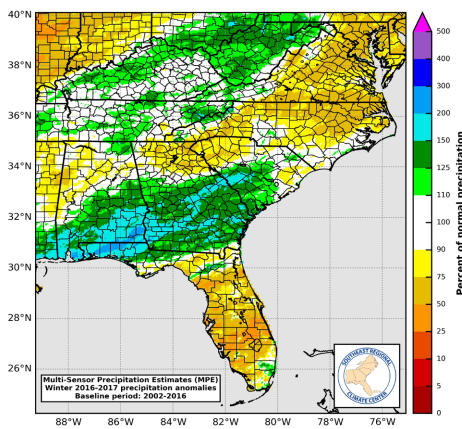 40°N
38°N
36°N
34°N
32°N
30°N
28°N
26°N
88°W 86°W 84°W 82°W 80°W 78°W 76°W
500
400
300
200
150
125
110
100
90
75
50
25
10
5
0
Percent of normal precipitation
Multi-Sensor Precipitation Estimates (MPE)
Winter 2016-2017 precipitation anomalies
Baseline period: 2002-2016
SOUTHEAST REGIONAL
CLIMATE CENTER